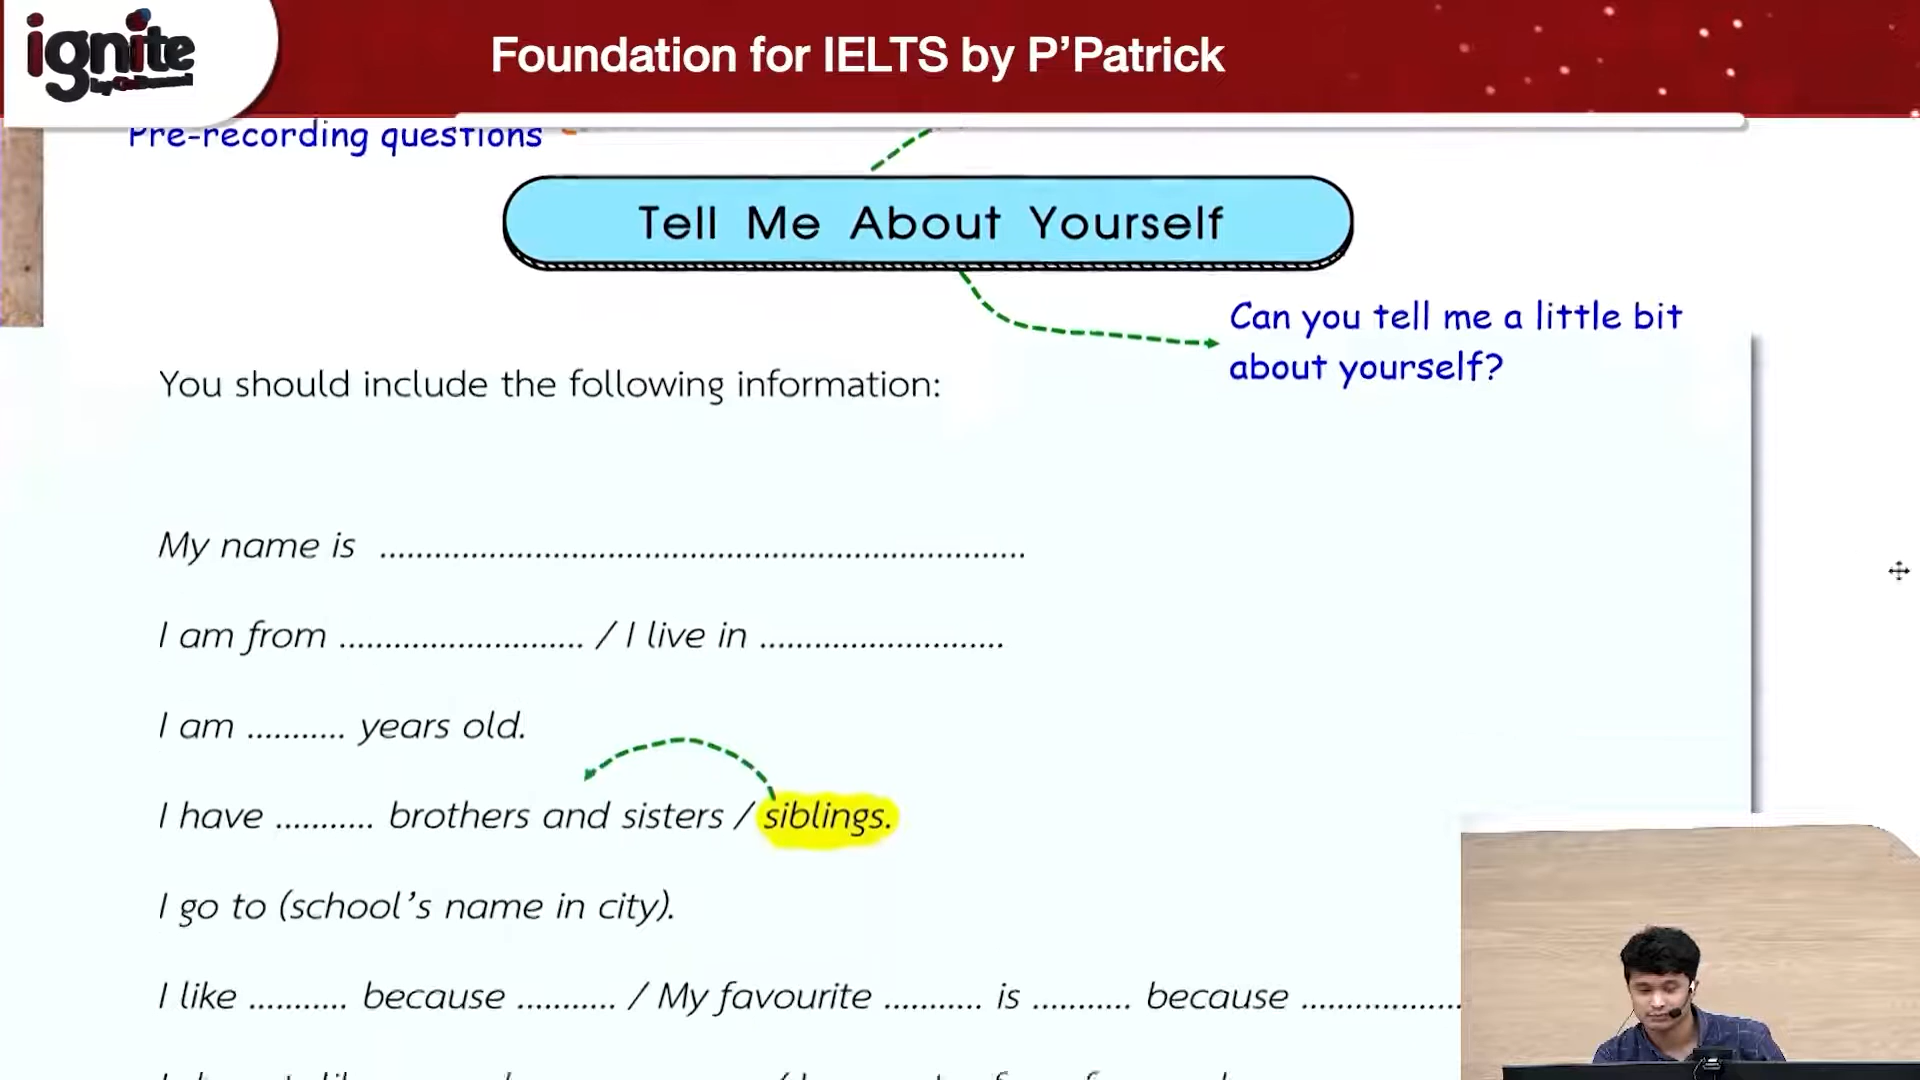 ignite
Foundation for IELTS by P'Patrick
Pre-recording questions
Tell Me About Yourself
Can you tell me a little bit
about yourself?
You should include the following information:
My name is ........................................................................
I am from ........................... / I live in ...........................
I am ........... years old.
I have ........... brothers and sisters / siblings.
I go to (school's name in city).
I like ........... because ........... / My favourite ........... is ........... because ..................